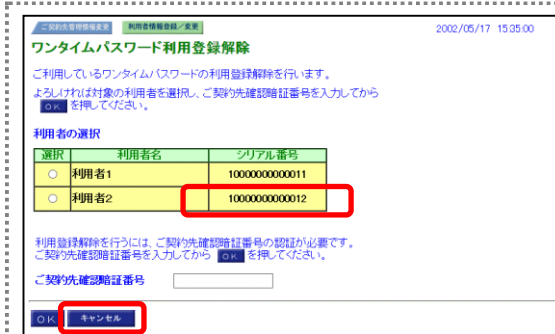 ご契約先管理情報変更 利用者情報登録／変更 2002/05/17 15:35:00
ワンタイムパスワード利用登録解除
ご利用しているワンタイムパスワードの利用登録解除を行います。
よろしければ対象の利用者を選択し、ご契約先確認暗証番号を入力してから
OK を押してください。
利用者の選択
選択 利用者名 シリアル番号
利用者1 10000000000011
利用者2 10000000000012
利用登録解除を行うには、ご契約先確認暗証番号の認証が必要です。
ご契約先確認暗証番号を入力してから OK を押してください。
ご契約先確認暗証番号
OK キャンセル